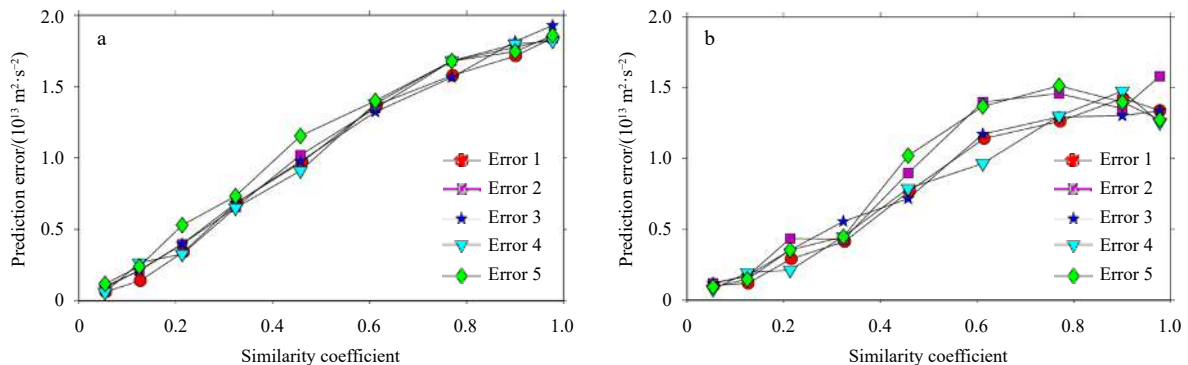 2.0
a
1.5
1.0
0.5
0
Prediction error/(10¹³ m²·s⁻²)
Error 1
Error 2
Error 3
Error 4
Error 5
0 0.2 0.4 0.6 0.8 1.0
Similarity coefficient
2.0
b
1.5
1.0
0.5
0
Prediction error/(10¹³ m²·s⁻²)
Error 1
Error 2
Error 3
Error 4
Error 5
0 0.2 0.4 0.6 0.8 1.0
Similarity coefficient